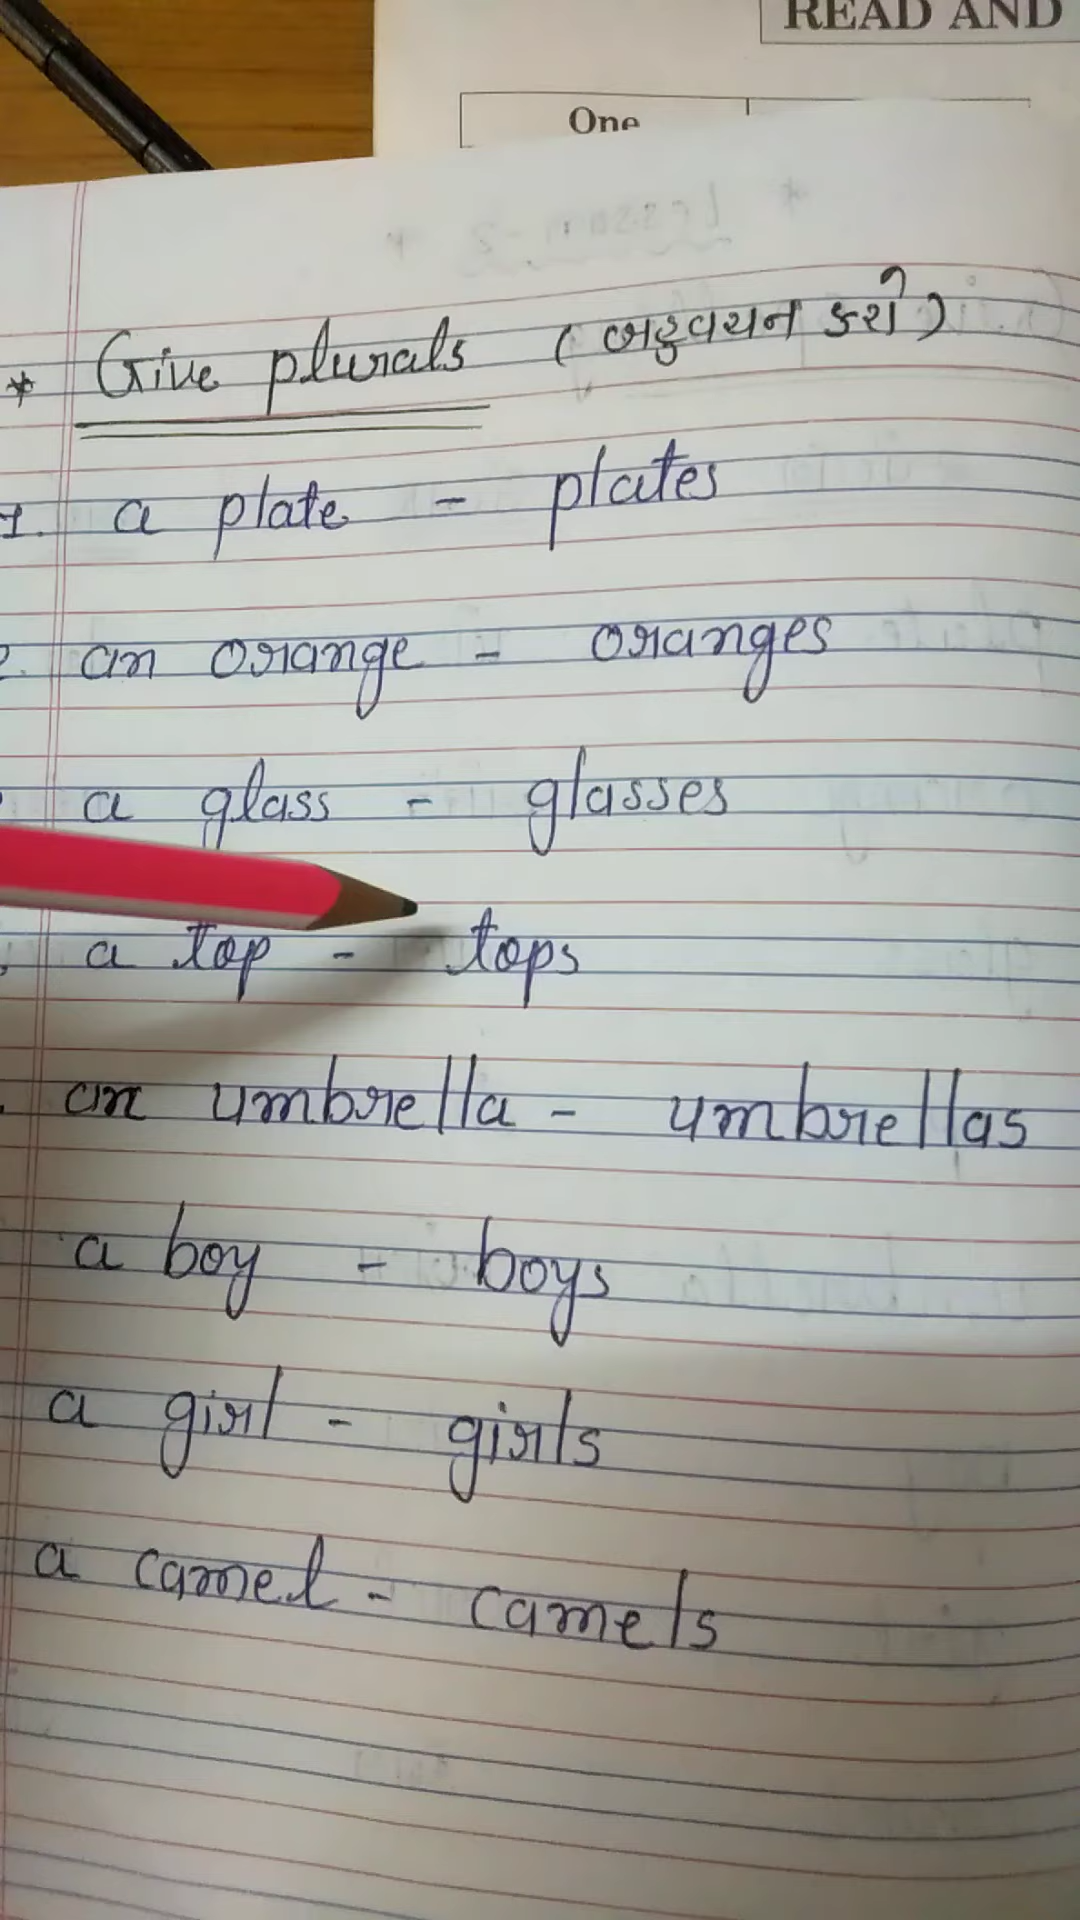 READ AND
One
* Give plurals (બહુવચન કરો)
1. a plate - plates
2. an orange - oranges
a glass - glasses
a top - tops
an umbrella - umbrellas
a boy - boys
a girl - girls
a camel - camels